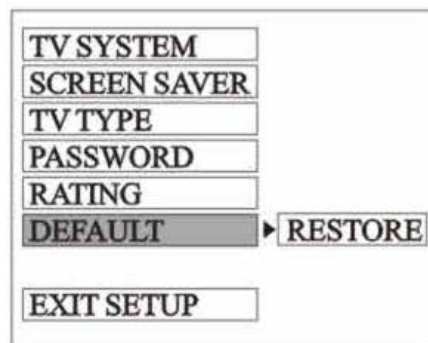 TV SYSTEM
SCREEN SAVER
TV TYPE
PASSWORD
RATING
DEFAULT ▶ RESTORE
EXIT SETUP